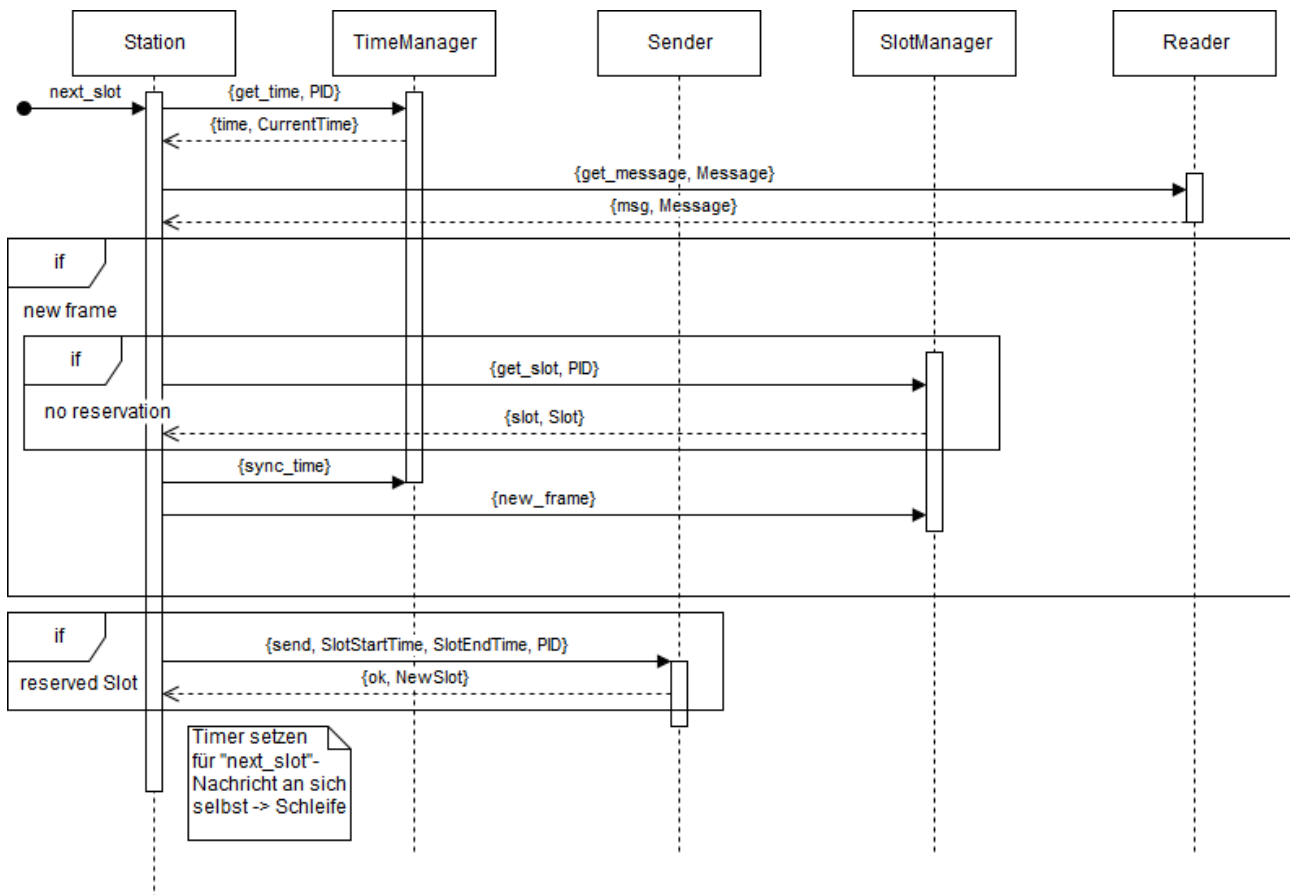 Station
TimeManager
Sender
SlotManager
Reader
next_slot
{get_time, PID}
{time, CurrentTime}
{get_message, Message}
{msg, Message}
if
new frame
if
{get_slot, PID}
no reservation
{slot, Slot}
{sync_time}
{new_frame}
if
{send, SlotStartTime, SlotEndTime, PID}
reserved Slot
{ok, NewSlot}
Timer setzen
für "next_slot"-
Nachricht an sich
selbst -> Schleife